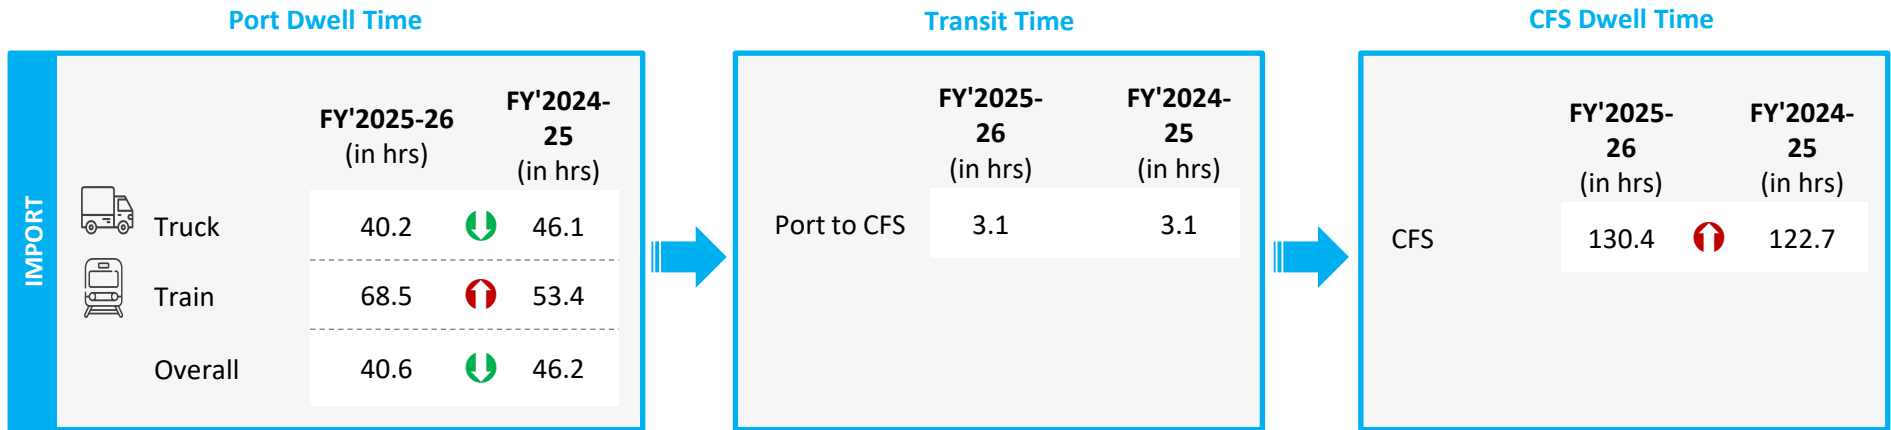 Port Dwell Time
IMPORT
FY'2025-26
(in hrs)
FY'2024-
25
(in hrs)
Truck
40.2
46.1
Train
68.5
53.4
Overall
40.6
46.2
Transit Time
FY'2025-
26
(in hrs)
FY'2024-
25
(in hrs)
Port to CFS
3.1
3.1
CFS Dwell Time
FY'2025-
26
(in hrs)
FY'2024-
25
(in hrs)
CFS
130.4
122.7